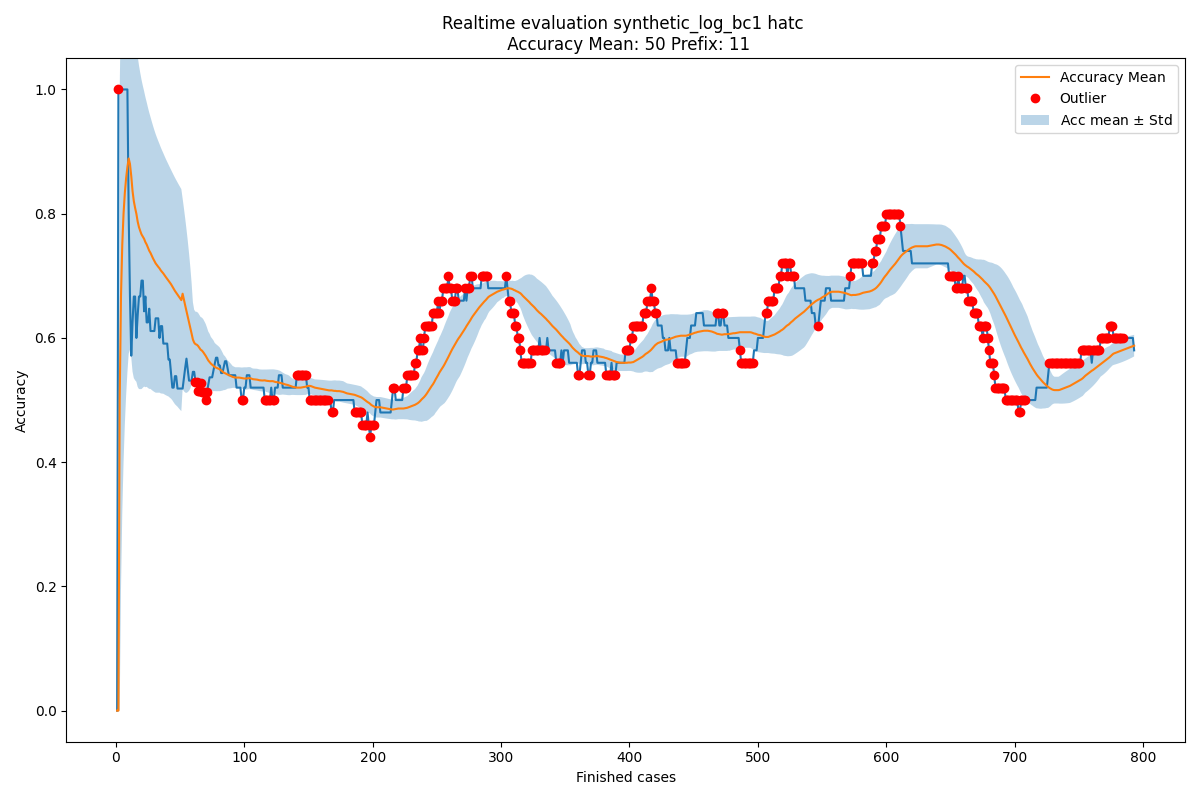 Realtime evaluation synthetic_log_bc1 hatc
Accuracy Mean: 50 Prefix: 11
Accuracy Mean
Outlier
Acc mean ± Std
1.0
0.8
0.6
0.4
0.2
0.0
Accuracy
0 100 200 300 400 500 600 700 800
Finished cases